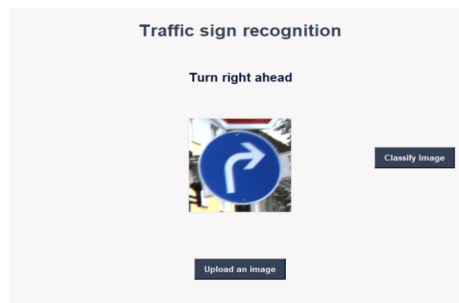 Traffic sign recognition
Turn right ahead
Classify Image
Upload an image